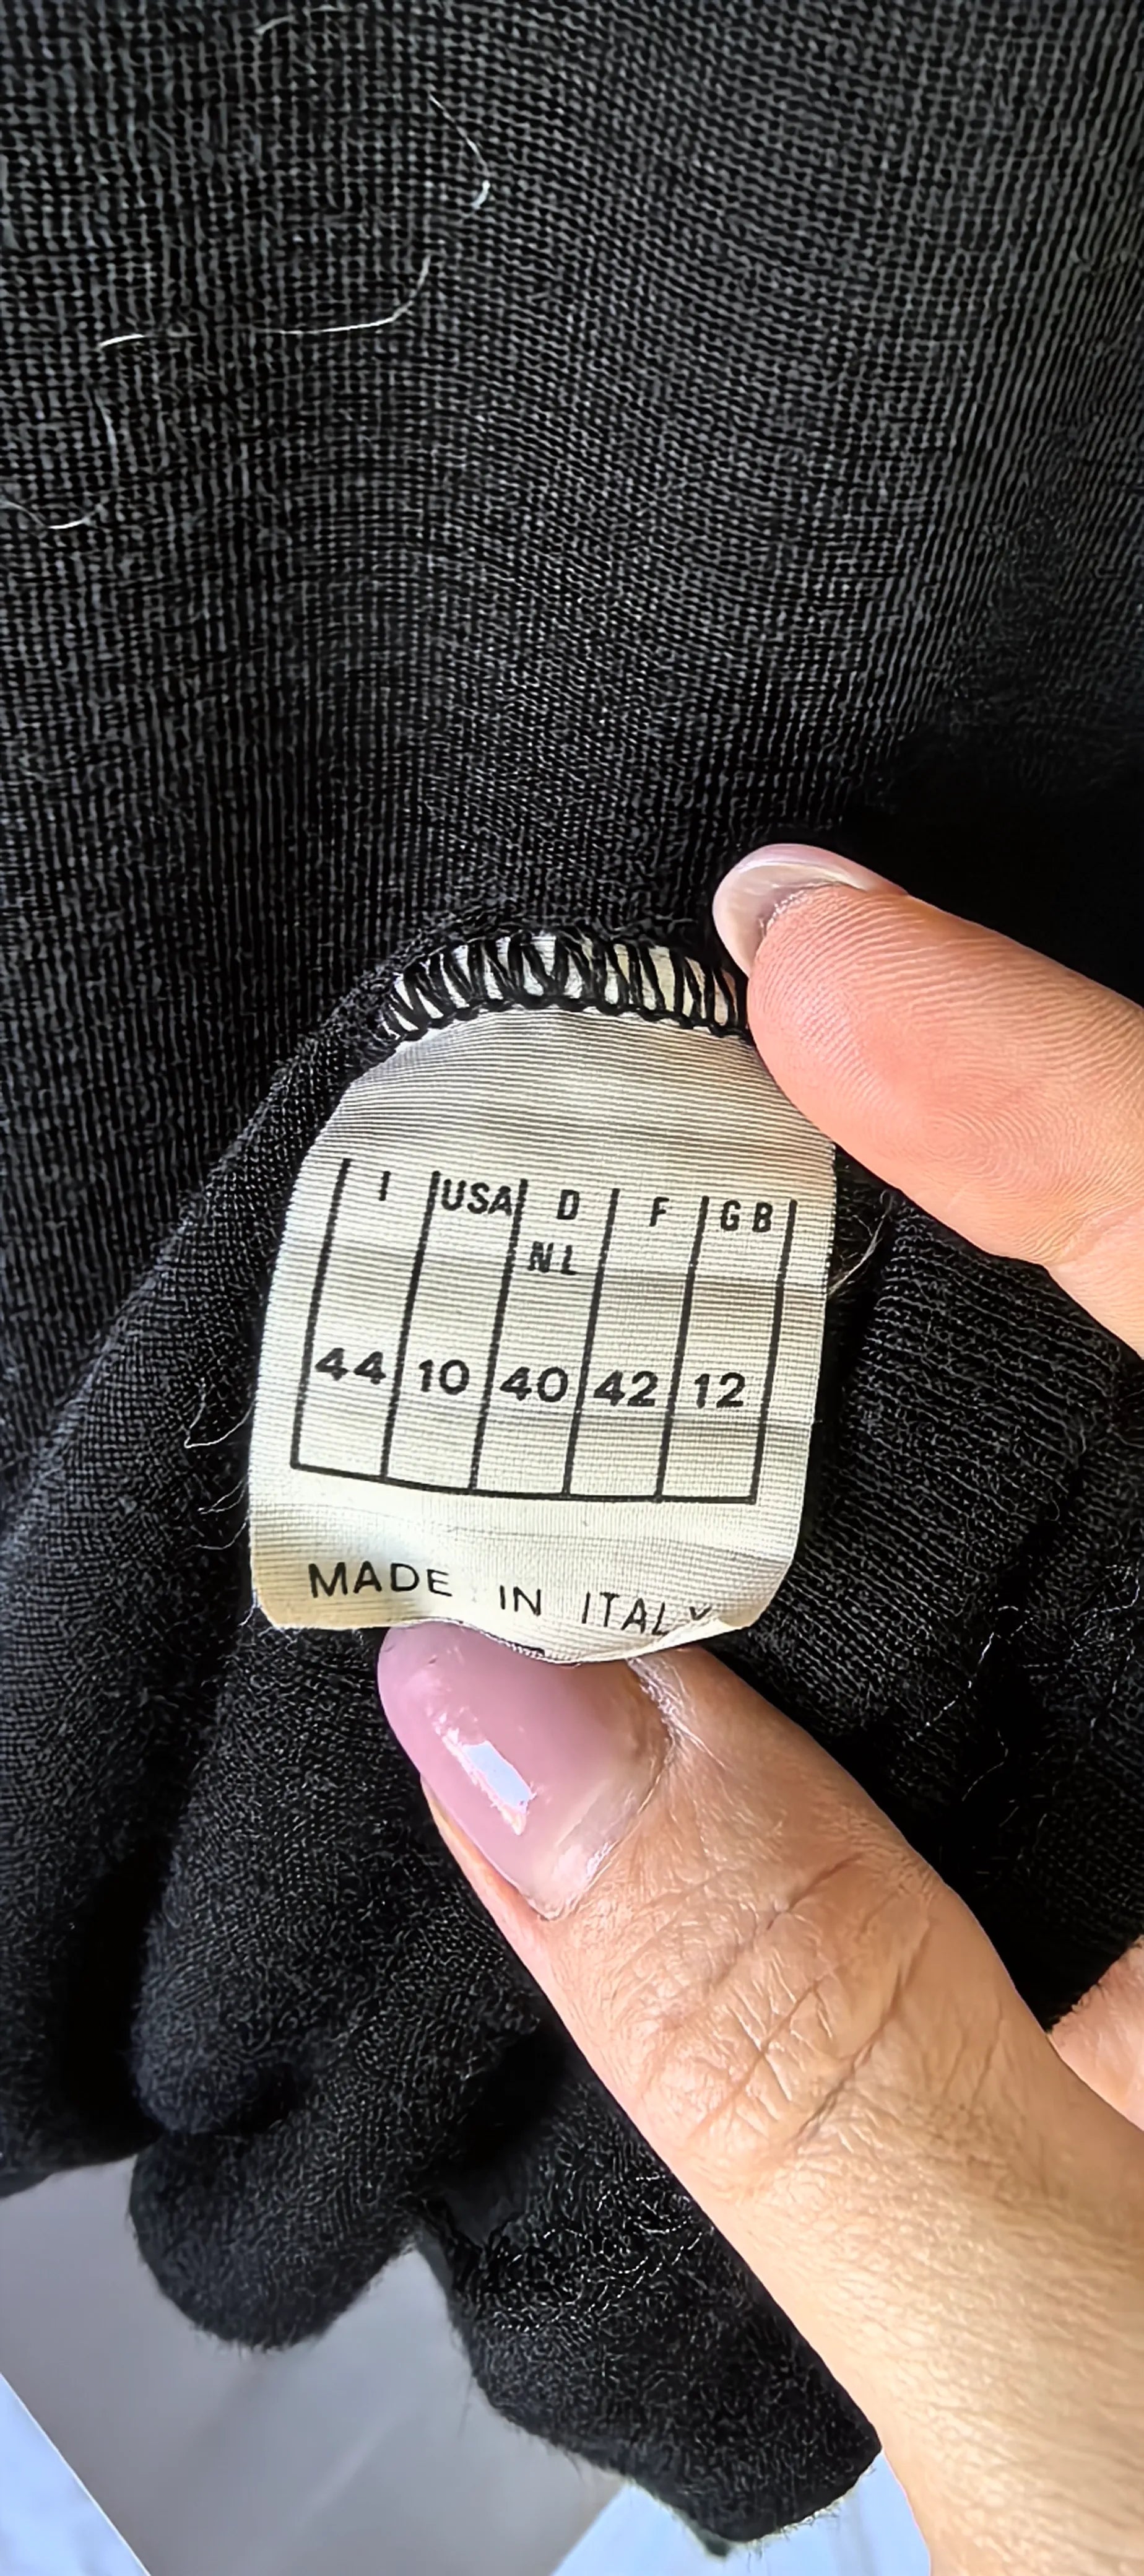 I USA D F GB
NL
44 10 40 42 12
MADE IN ITALY